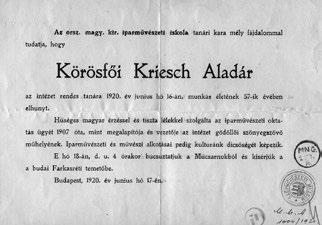 Az orsz. magy. kir. iparművészeti iskola tanári kara mély fájdalommal
tudatja, hogy
Körösfői Kriesch Aladár
az intézet rendes tanára 1920. év junius hó 16-án, munkás életének 57-ik évében
elhunyt.
Hűséges magyar érzéssel és tiszta lélekkel szolgálta az iparművészeti okta-
tás ügyét 1907 óta, mint megalapítója és vezetője az intézet gödöllői szőnyegszövő
műhelyének. Iparművészeti és művészi alkotásai pedig kulturánk dicsőségét képezik.
E hó 18-án, d. u. 4 órakor bucsuztatjuk a Műcsarnokból és kisérjük a
a budai Farkasréti temetőbe.
Budapest, 1920. év junius hó 17-én.
MNG